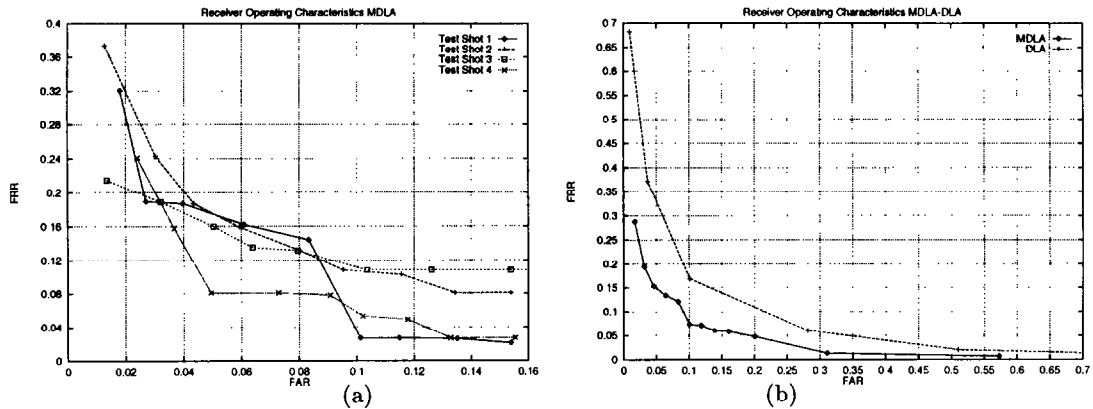 Receiver Operating Characteristics MDLA
0.4
0.36
0.32
0.28
0.24
0.2
0.16
0.12
0.08
0.04
0
FRR
Test Shot 1
Test Shot 2
Test Shot 3
Test Shot 4
0 0.02 0.04 0.06 0.08 0.1 0.12 0.14 0.16
FAR
(a)
Receiver Operating Characteristics MDLA-DLA
0.7
0.65
0.6
0.55
0.5
0.45
0.4
0.35
0.3
0.25
0.2
0.15
0.1
0.05
0
FRR
MDLA
DLA
0 0.05 0.1 0.15 0.2 0.25 0.3 0.35 0.4 0.45 0.5 0.55 0.6 0.65 0.7
FAR
(b)